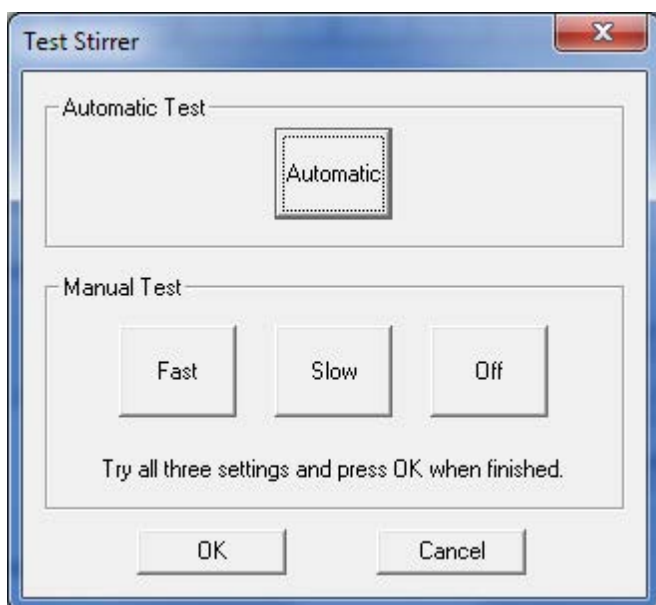 Test Stirrer
Automatic Test
Automatic
Manual Test
Fast Slow Off
Try all three settings and press OK when finished.
OK Cancel